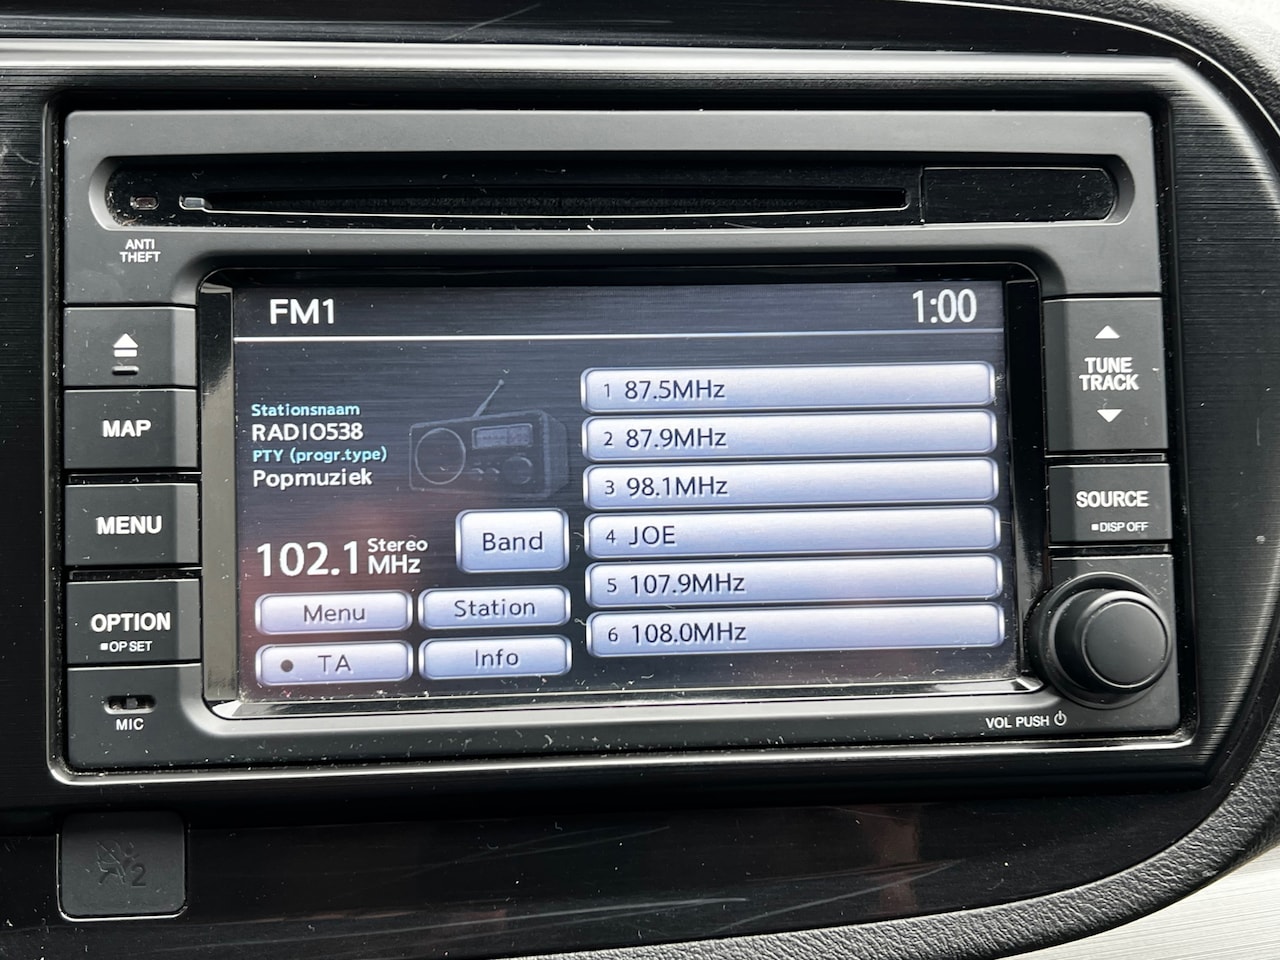 ANTI
THEFT
FM1
1:00
MAP
MENU
OPTION
■OP SET
MIC
Stationsnaam
RADIO538
PTY (progr.type)
Popmuziek
102.1 Stereo
MHz
Band
Menu
Station
● TA
Info
1 87.5MHz
2 87.9MHz
3 98.1MHz
4 JOE
5 107.9MHz
6 108.0MHz
TUNE
TRACK
SOURCE
■DISP OFF
VOL PUSH
2